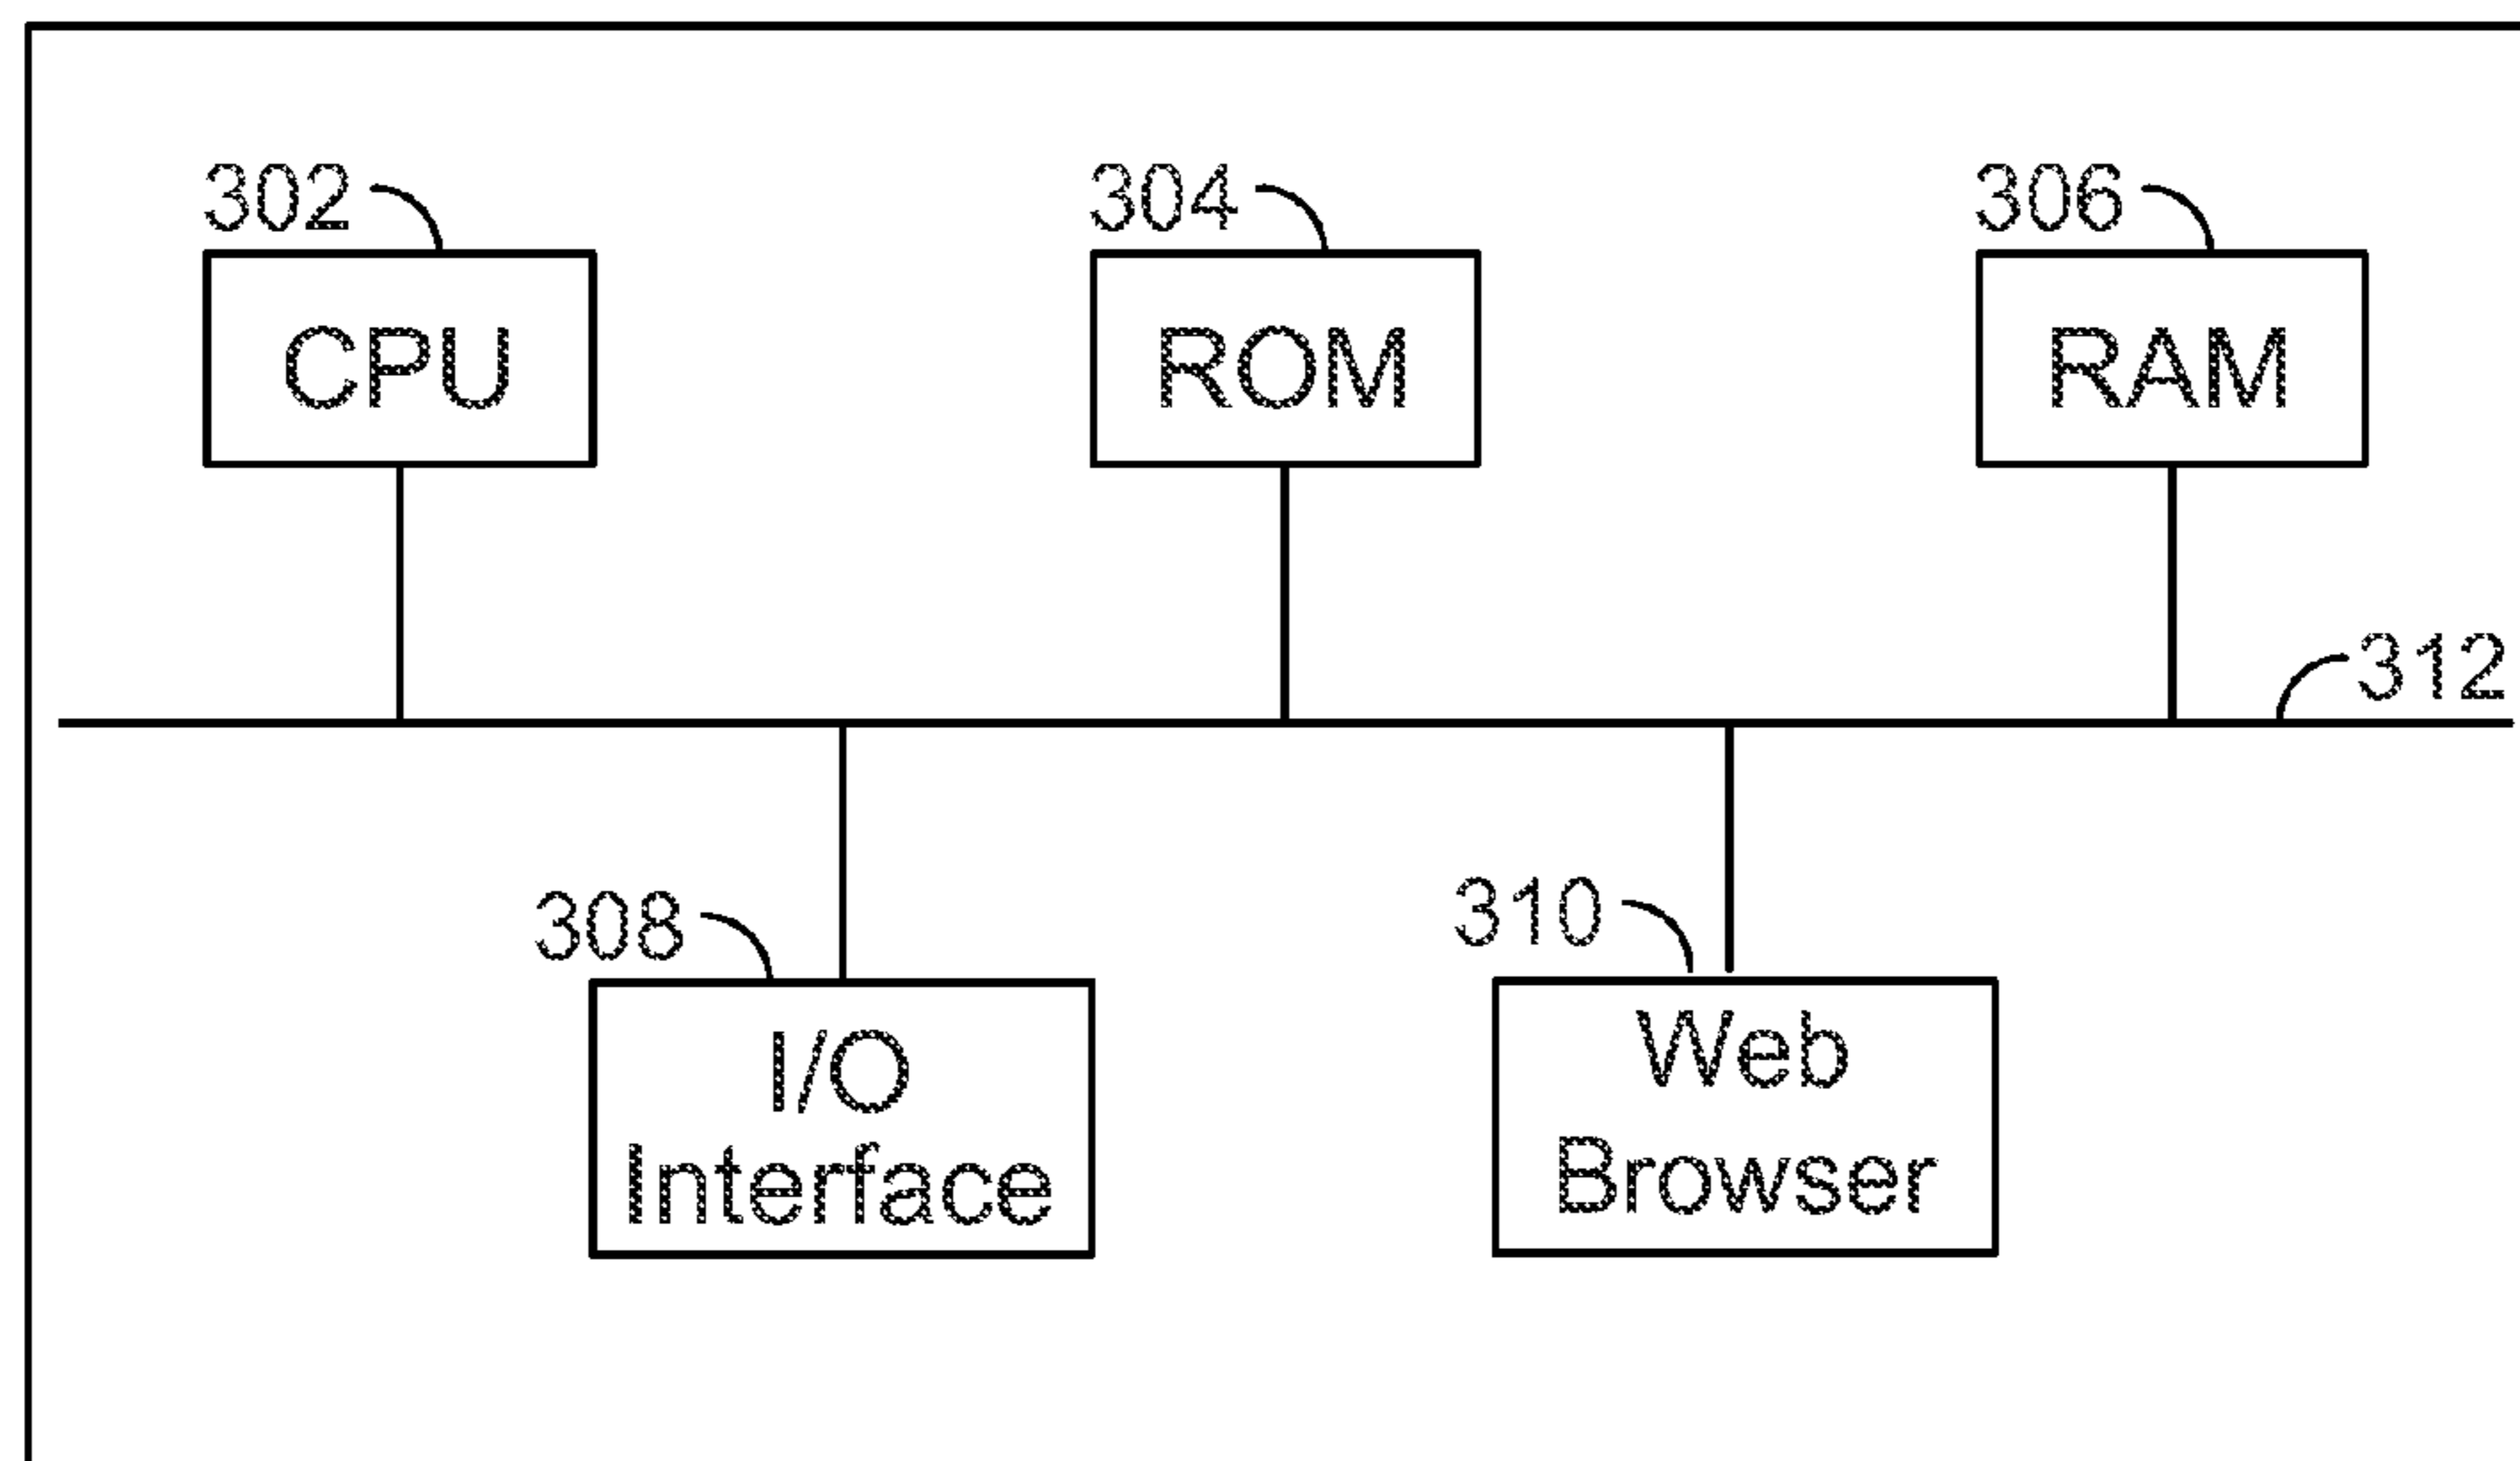 302
304
306
CPU
ROM
RAM
312
308
310
I/O
Interface
Web
Browser